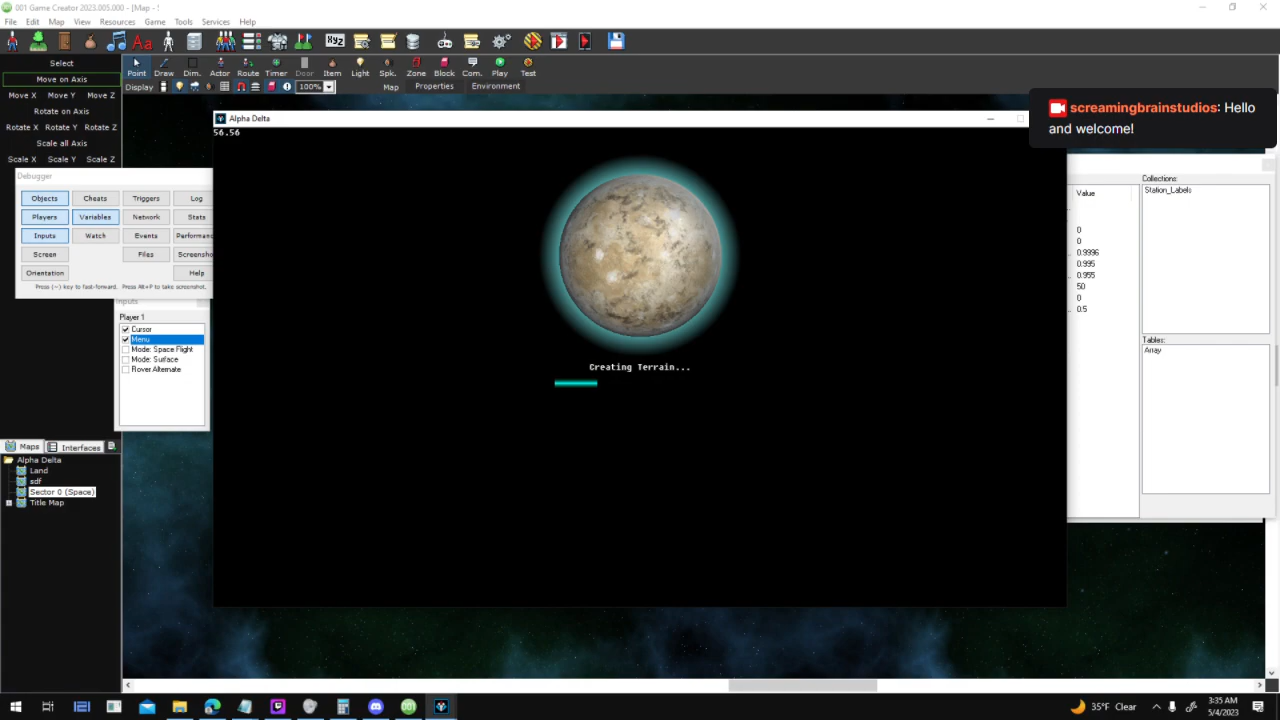 001 Game Creator 2023.005.000 - [Map - !
File Edit Map View Resources Game Tools Services Help
Aa
Xyz
Select
Move on Axis
Move X Move Y Move Z
Rotate on Axis
Rotate X Rotate Y Rotate Z
Scale all Axis
Scale X Scale Y Scale Z
Point Draw Dim. Actor Route Timer Door Item Light Spk. Zone Block Com. Play Test
Display 100% Map Properties Environment
screamingbrainstudios: Hello
and welcome!
Alpha Delta
56.56
Debugger
Objects Cheats Triggers Log
Players Variables Network Stats
Inputs Watch Events Performanc
Screen Files Screensho
Orientation Help
Press (~) key to fast-forward. Press Alt+P to take screenshot.
Inputs
Player 1
Cursor
Menu
Mode: Space Flight
Mode: Surface
Rover Alternate
Creating Terrain...
Value
0
0
0.9996
0.995
0.955
50
0
0.5
Collections:
Station_Labels
Tables:
Array
Maps Interfaces
Alpha Delta
Land
sdf
Sector 0 (Space)
Title Map
35°F Clear
3:35 AM
5/4/2023